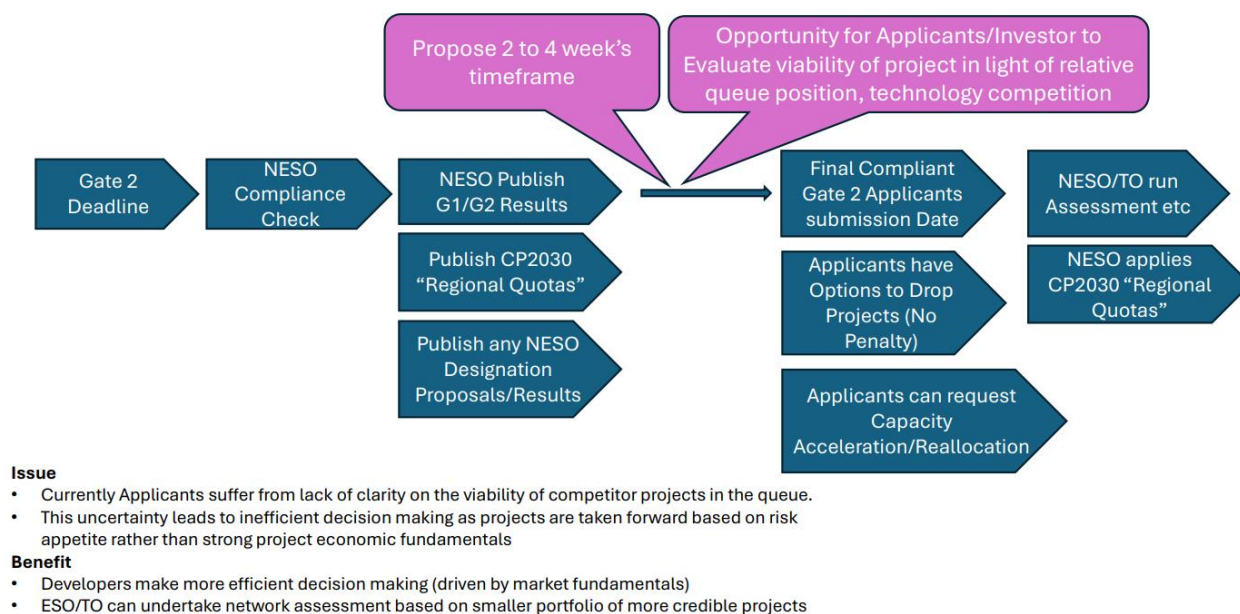 Propose 2 to 4 week's
timeframe
Opportunity for Applicants/Investor to
Evaluate viability of project in light of relative
queue position, technology competition
Gate 2
Deadline
NESO
Compliance
Check
NESO Publish
G1/G2 Results
Final Compliant
Gate 2 Applicants
submission Date
NESO/TO run
Assessment etc
Publish CP2030
“Regional Quotas”
Applicants have
Options to Drop
Projects (No
Penalty)
NESO applies
CP2030 “Regional
Quotas”
Publish any NESO
Designation
Proposals/Results
Applicants can request
Capacity
Acceleration/Reallocation
Issue
• Currently Applicants suffer from lack of clarity on the viability of competitor projects in the queue.
• This uncertainty leads to inefficient decision making as projects are taken forward based on risk
appetite rather than strong project economic fundamentals
Benefit
• Developers make more efficient decision making (driven by market fundamentals)
• ESO/TO can undertake network assessment based on smaller portfolio of more credible projects